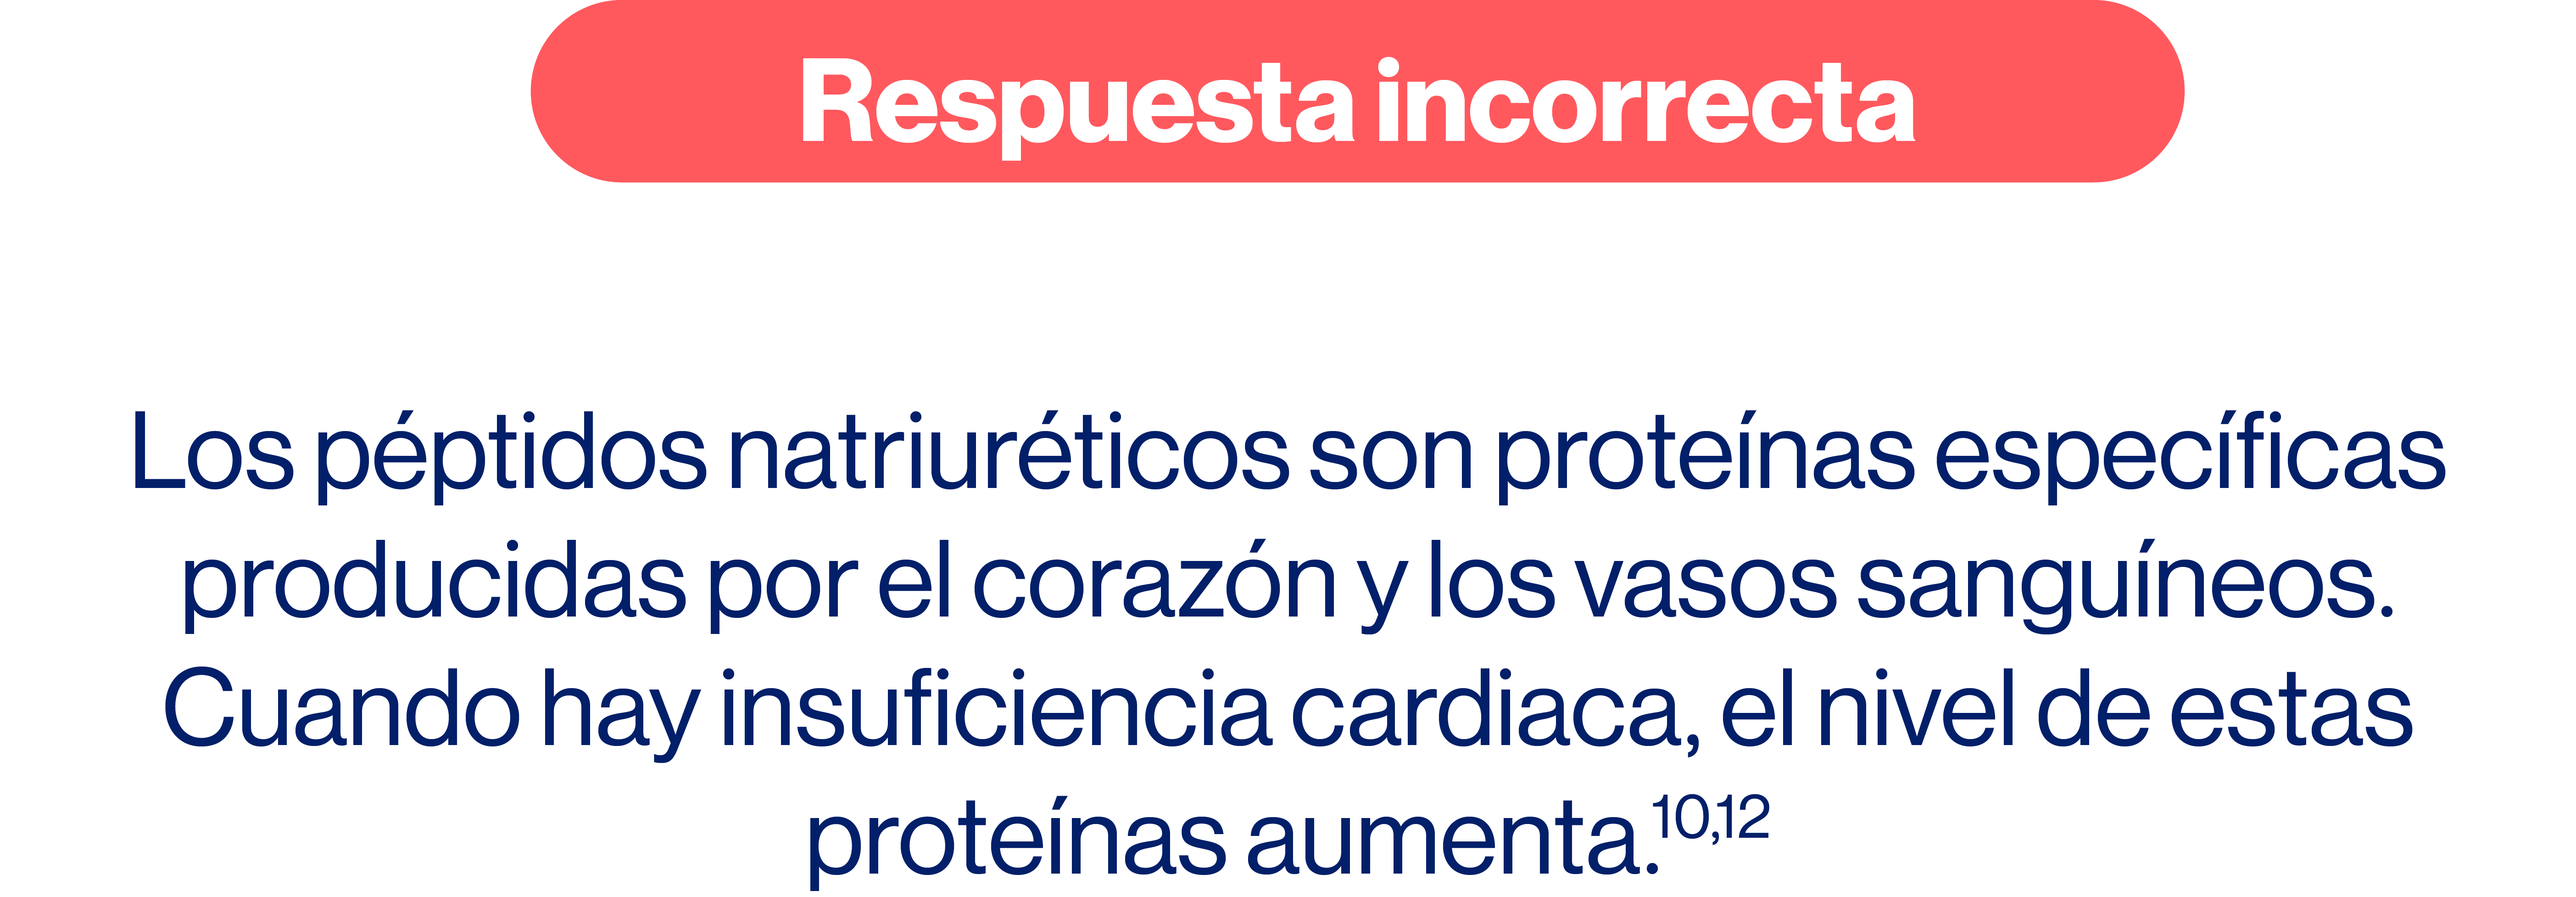 Respuesta incorrecta
Los péptidos natriuréticos son proteínas específicas
producidas por el corazón y los vasos sanguíneos.
Cuando hay insuficiencia cardiaca, el nivel de estas
proteínas aumenta.10,12